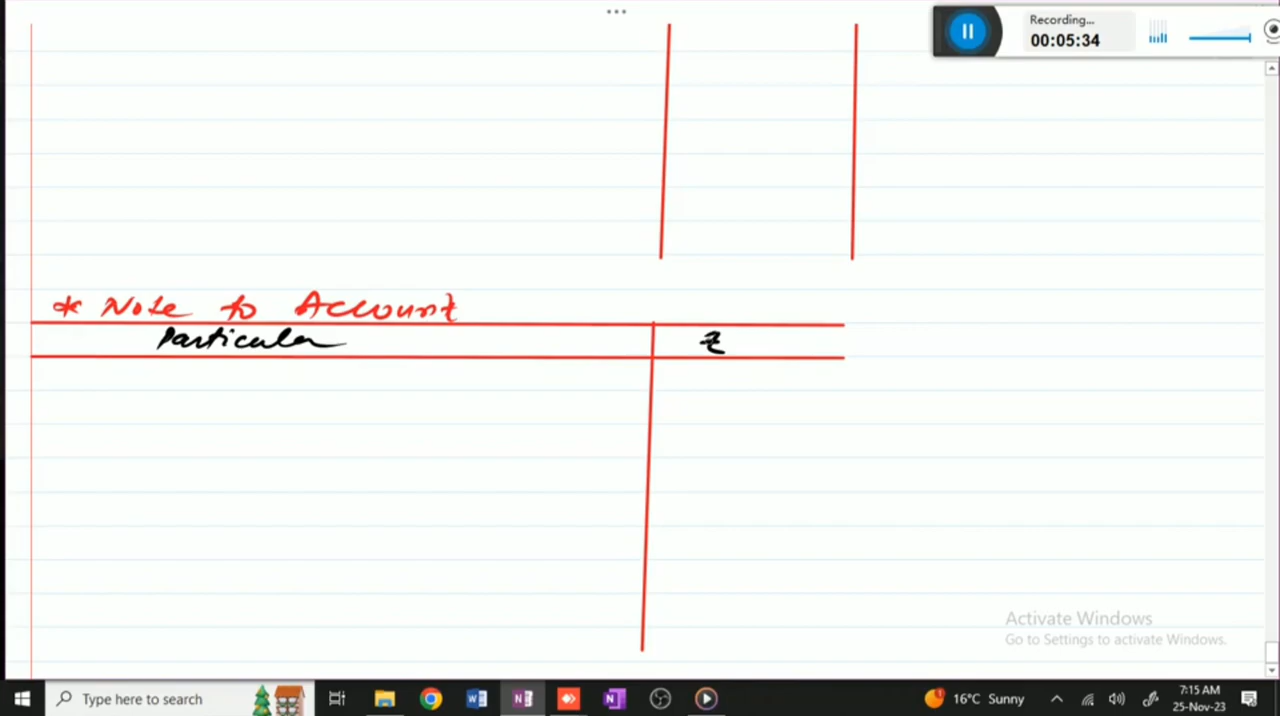 Recording...
00:05:34
* Note to Account
Particular ₹
Activate Windows
Go to Settings to activate Windows.
Type here to search
16°C Sunny
7:15 AM
25-Nov-23